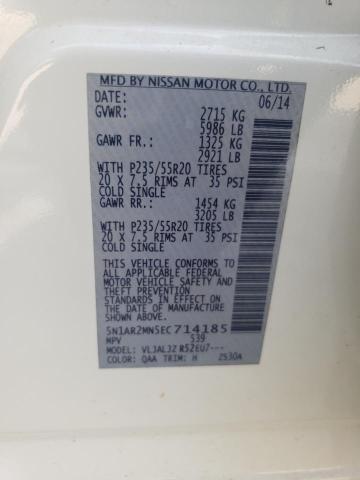 MFD BY NISSAN MOTOR CO., LTD.
DATE: 06/14
GVWR: 2715 KG
5986 LB
GAWR FR.: 1325 KG
2921 LB
WITH P235/55R20 TIRES
20 X 7.5 RIMS AT 35 PSI
COLD SINGLE
GAWR RR.: 1454 KG
3205 LB
WITH P235/55R20 TIRES
20 X 7.5 RIMS AT 35 PSI
COLD SINGLE
THIS VEHICLE CONFORMS TO
ALL APPLICABLE FEDERAL
MOTOR VEHICLE SAFETY AND
THEFT PREVENTION
STANDARDS IN EFFECT ON
THE DATE OF MANUFACTURE
SHOWN ABOVE.
5N1AR2MN5EC714185
MPV 539
MODEL: VL3AL3Z R52EU7---
COLOR: QAA TRIM: H 2530A